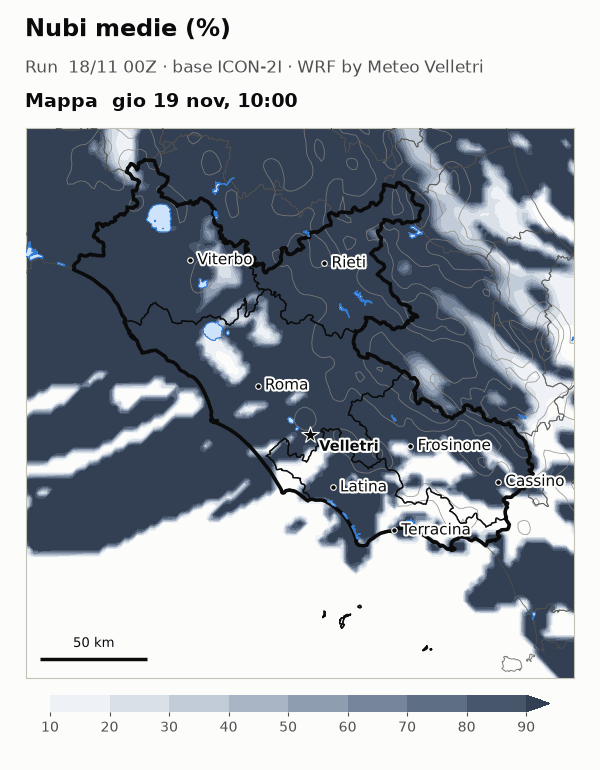 Nubi medie (%)
Run 18/11 00Z · base ICON-2I · WRF by Meteo Velletri
Mappa gio 19 nov, 10:00
Viterbo
Rieti
Roma
Velletri
Frosinone
Cassino
Latina
Terracina
50 km
10 20 30 40 50 60 70 80 90